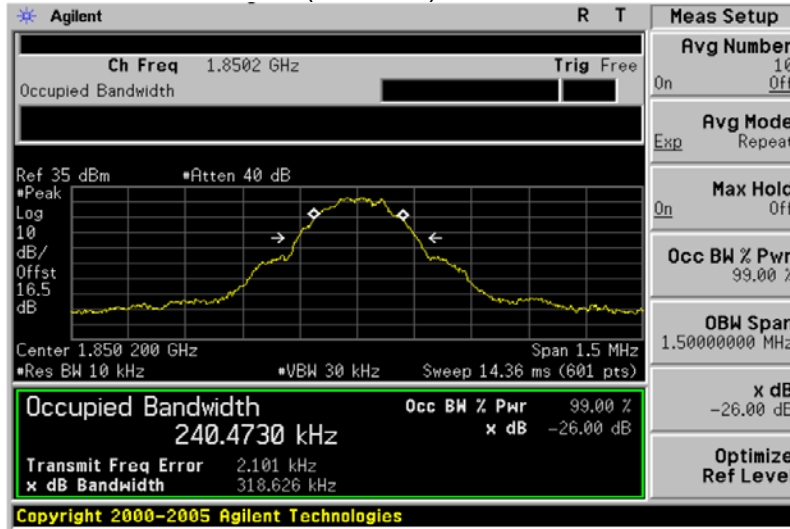 Agilent R T Meas Setup
Ch Freq 1.8502 GHz Trig Free
Occupied Bandwidth
Ref 35 dBm #Atten 40 dB
#Peak
Log
10
dB/
Offst
16.5
dB
Center 1.850 200 GHz Span 1.5 MHz
#Res BW 10 kHz #VBW 30 kHz Sweep 14.36 ms (601 pts)
Occupied Bandwidth Occ BW % Pwr 99.00 %
240.4730 kHz x dB -26.00 dB
Transmit Freq Error 2.101 kHz
x dB Bandwidth 318.626 kHz
Avg Number
10
On Off
Avg Mode
Exp Repeat
Max Hold
On Off
Occ BW % Pwr
99.00 %
OBW Span
1.50000000 MHz
x dB
-26.00 dB
Optimize
Ref Level
Copyright 2000-2005 Agilent Technologies